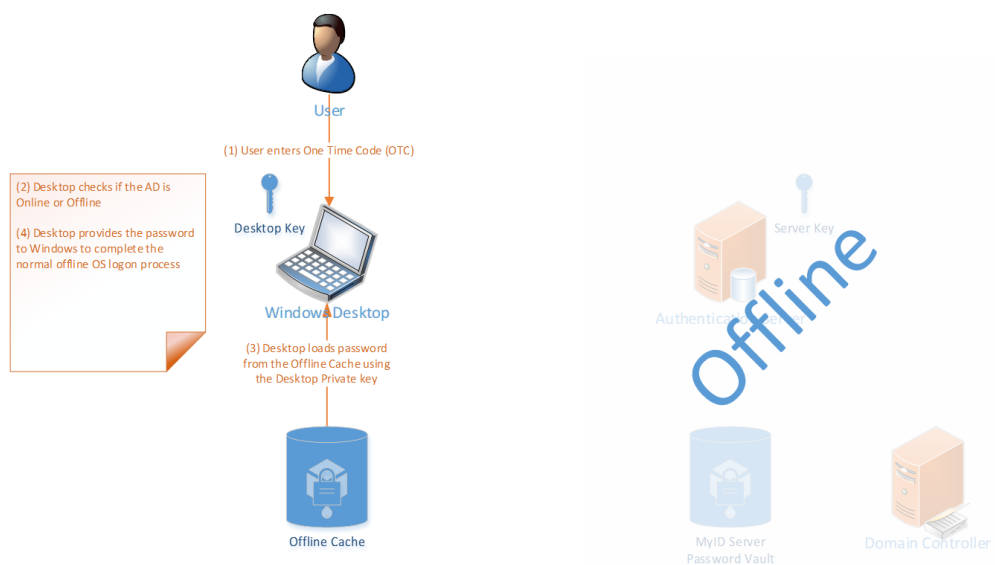 User
(1) User enters One Time Code (OTC)
(2) Desktop checks if the AD is
Online or Offline
(4) Desktop provides the password
to Windows to complete the
normal offline OS logon process
Desktop Key
Windows Desktop
(3) Desktop loads password
from the Offline Cache using
the Desktop Private key
Offline Cache
Server Key
Authentication Server
Offline
MyID Server
Password Vault
Domain Controller